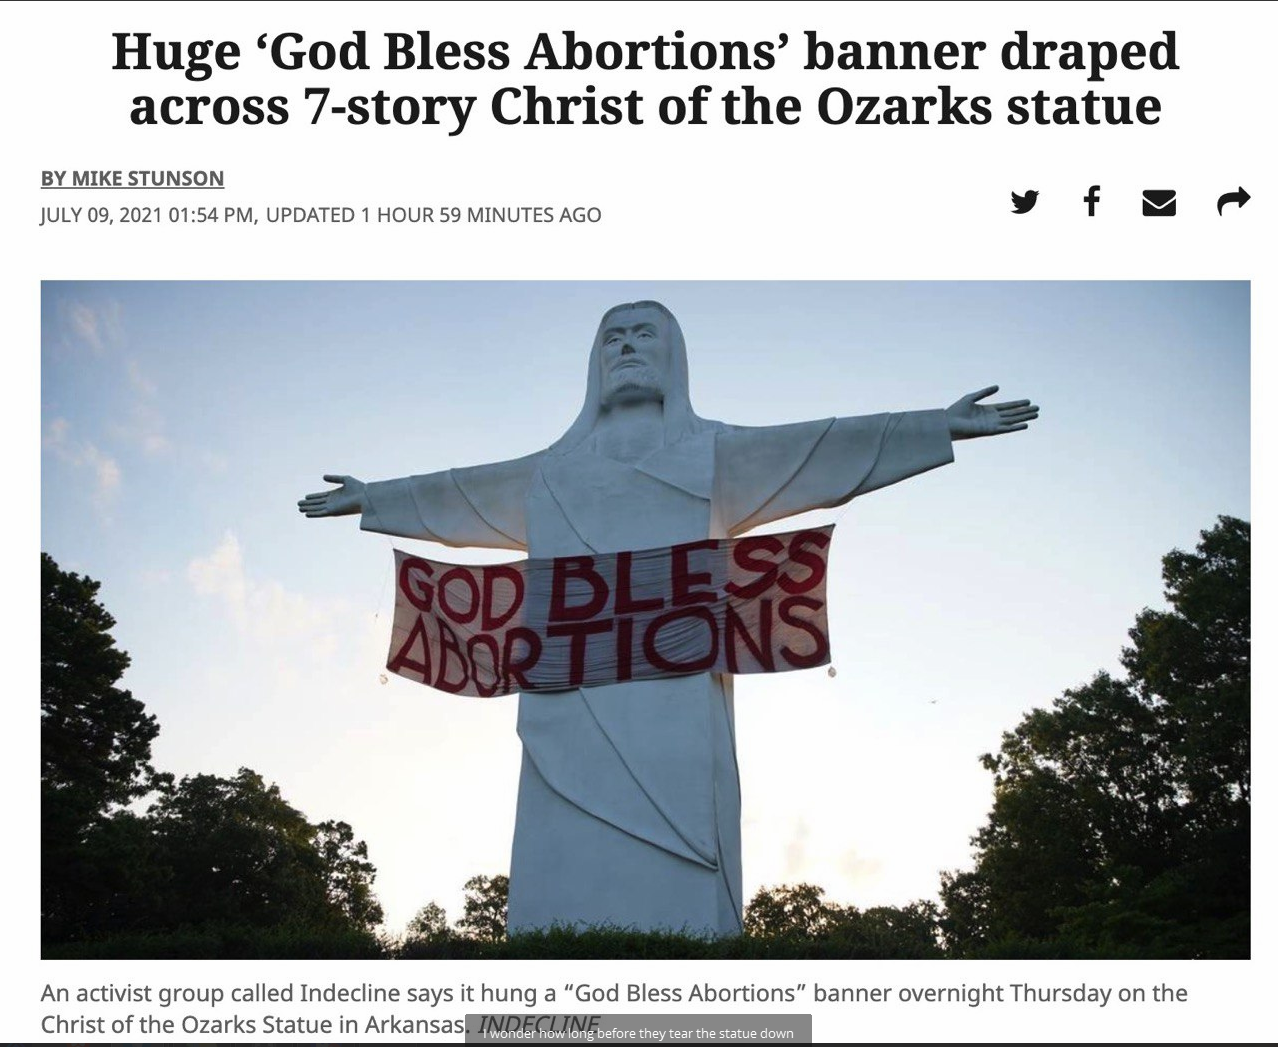 Huge ‘God Bless Abortions’ banner draped
across 7-story Christ of the Ozarks statue
BY MIKE STUNSON
JULY 09, 2021 01:54 PM, UPDATED 1 HOUR 59 MINUTES AGO
GOD BLESS
ABORTIONS
An activist group called Indecline says it hung a “God Bless Abortions” banner overnight Thursday on the
Christ of the Ozarks Statue in Arkansas. INDECLINE
I wonder how long before they tear the statue down